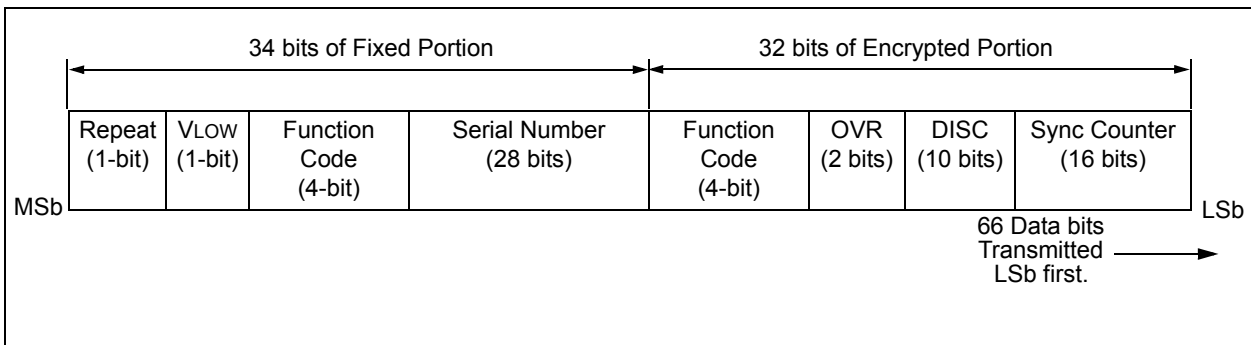 34 bits of Fixed Portion
32 bits of Encrypted Portion
Repeat
(1-bit)
VLOW
(1-bit)
Function
Code
(4-bit)
Serial Number
(28 bits)
Function
Code
(4-bit)
OVR
(2 bits)
DISC
(10 bits)
Sync Counter
(16 bits)
MSb
LSb
66 Data bits
Transmitted
LSb first.